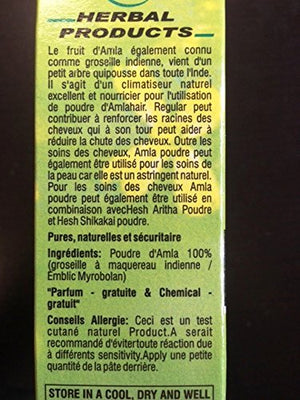 HERBAL
PRODUCTS
Le fruit d'Amla également connu
comme groseille indienne, vient d'un
petit arbre quipousse dans toute l'Inde.
Il s'agit d'un climatiseur naturel
excellent et nourricier pour l'utilisation
de poudre d'Amlahair. Regular peut
contribuer à renforcer les racines des
cheveux qui à son tour peut aider à
réduire la chute des cheveux. Outre les
soins des cheveux, Amla poudre peut
également être utilisé pour les soins de
la peau car elle est un astringent naturel.
Pour les soins des cheveux Amla
poudre peut également être utilisé en
combinaison avecHesh Aritha Poudre
et Hesh Shikakai poudre.
Pures, naturelles et sécuritaire
Ingrédients: Poudre d'Amla 100%
(groseille à maquereau indienne /
Emblic Myrobolan)
"Parfum - gratuite & Chemical -
gratuit"
Conseils Allergie: Ceci est un test
cutané naturel Product.A serait
recommandé d'évitertoute réaction due
à différents sensitivity.Apply une petite
quantité de la pâte derrière.
STORE IN A COOL, DRY AND WELL